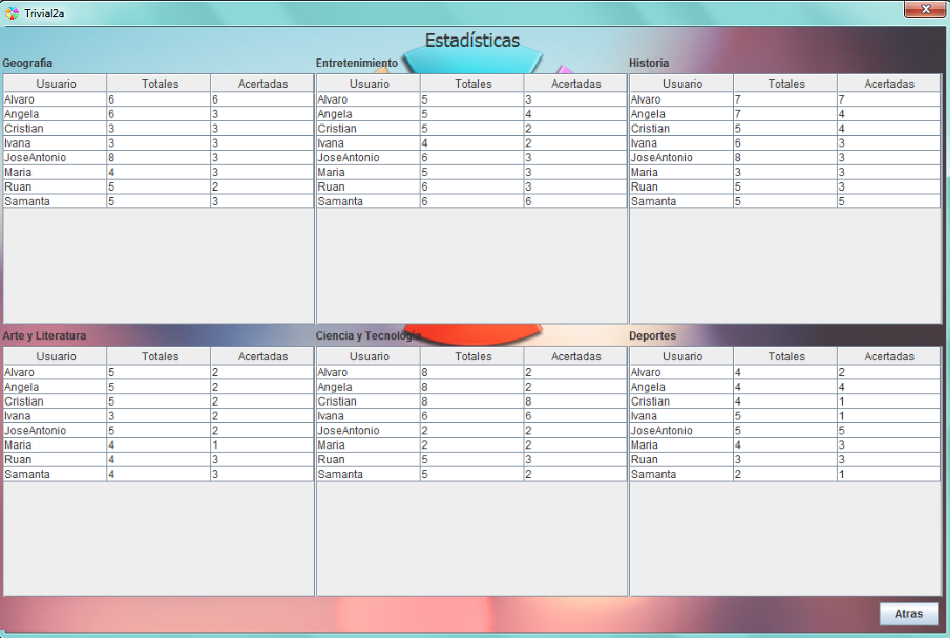 Trivial2a
Estadísticas
Geografia Entretenimiento Historia
Usuario Totales Acertadas Usuario Totales Acertadas Usuario Totales Acertadas
Alvaro 6 6 Alvaro 5 3 Alvaro 7 7
Angela 6 3 Angela 5 4 Angela 7 4
Cristian 3 3 Cristian 5 2 Cristian 5 4
Ivana 3 3 Ivana 4 2 Ivana 6 3
JoseAntonio 8 3 JoseAntonio 6 3 JoseAntonio 8 3
Maria 4 3 Maria 5 3 Maria 3 3
Ruan 5 2 Ruan 6 3 Ruan 5 3
Samanta 5 3 Samanta 6 6 Samanta 5 5
Arte y Literatura Ciencia y Tecnología Deportes
Usuario Totales Acertadas Usuario Totales Acertadas Usuario Totales Acertadas
Alvaro 5 2 Alvaro 8 2 Alvaro 4 2
Angela 5 2 Angela 8 2 Angela 4 4
Cristian 5 2 Cristian 8 8 Cristian 4 1
Ivana 3 2 Ivana 6 6 Ivana 5 1
JoseAntonio 5 2 JoseAntonio 2 2 JoseAntonio 5 5
Maria 4 1 Maria 2 2 Maria 4 3
Ruan 4 3 Ruan 5 3 Ruan 3 3
Samanta 4 3 Samanta 5 2 Samanta 2 1
Atras